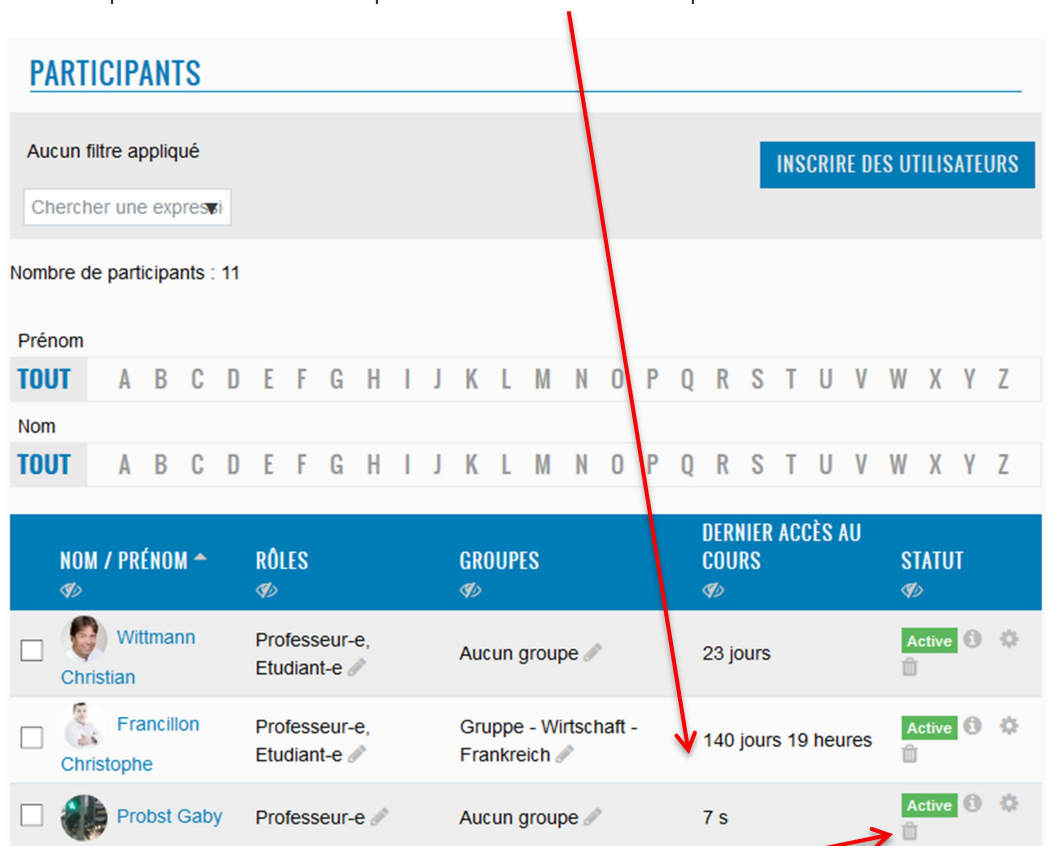 PARTICIPANTS
Aucun filtre appliqué
INSCRIRE DES UTILISATEURS
Chercher une expressi
Nombre de participants : 11
Prénom
TOUT A B C D E F G H I J K L M N O P Q R S T U V W X Y Z
Nom
TOUT A B C D E F G H I J K L M N O P Q R S T U V W X Y Z
NOM / PRÉNOM RÔLES GROUPES DERNIER ACCÈS AU COURS STATUT
Wittmann Professeur-e, Aucun groupe 23 jours Active
Christian Etudiant-e
Francillon Professeur-e, Gruppe - Wirtschaft - 140 jours 19 heures Active
Christophe Etudiant-e Frankreich
Probst Gaby Professeur-e Aucun groupe 7 s Active